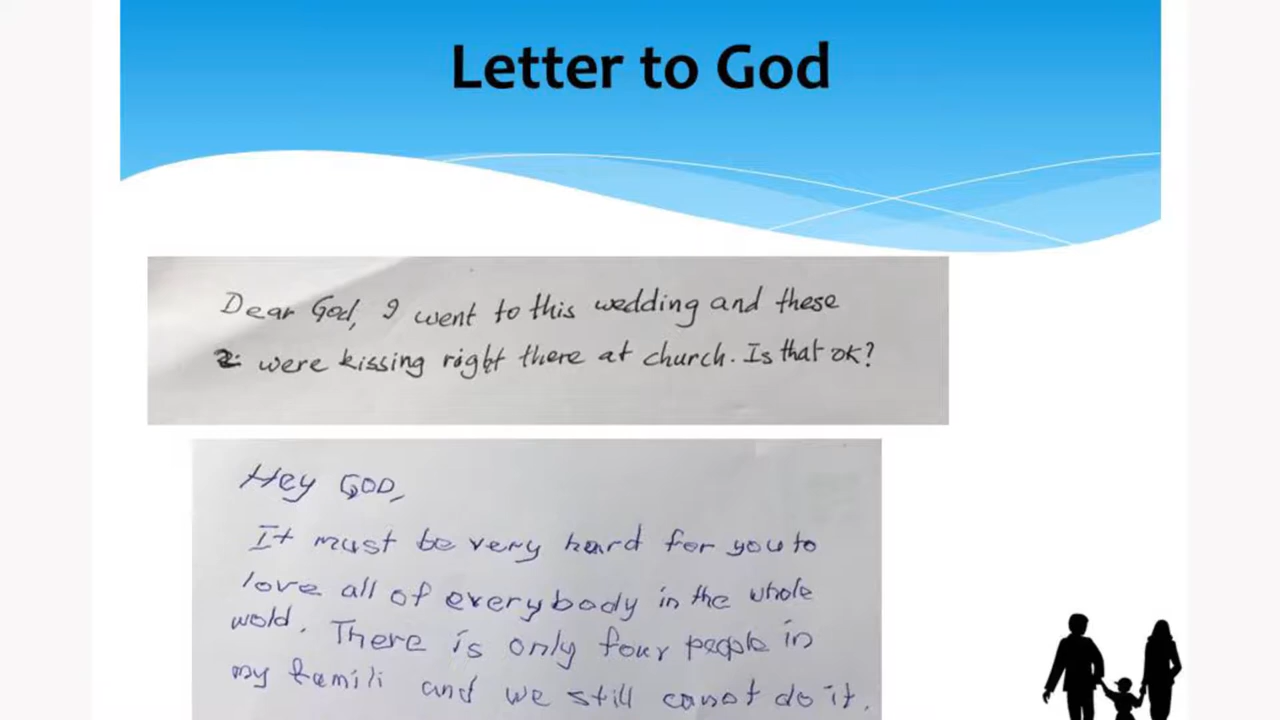 Letter to God
Dear God, I went to this wedding and these
2 were kissing right there at church. Is that ok?
Hey GOD,
It must be very hard for you to
love all of everybody in the whole
wold. There is only four people in
my famili and we still canot do it.